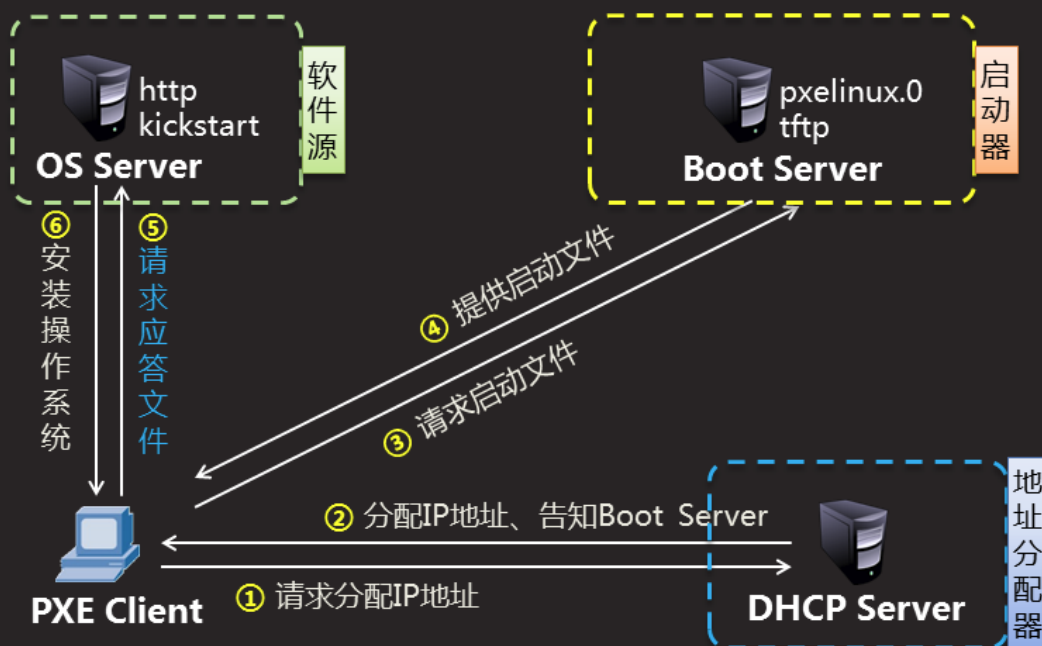 http
kickstart
OS Server
软件源
pxelinux.0
tftp
Boot Server
启动器
⑥
安装操作系统
⑤
请求应答文件
④ 提供启动文件
③ 请求启动文件
② 分配IP地址、告知Boot Server
① 请求分配IP地址
PXE Client
DHCP Server
地址分配器